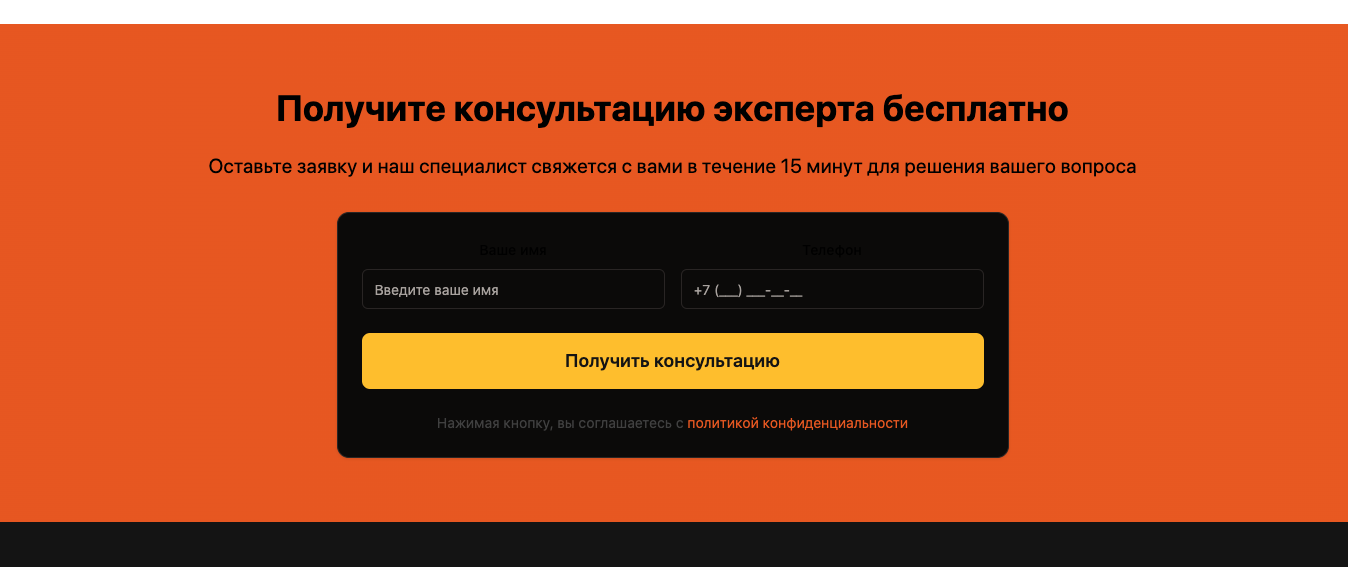 Получите консультацию эксперта бесплатно
Оставьте заявку и наш специалист свяжется с вами в течение 15 минут для решения вашего вопроса
Ваше имя
Телефон
Введите ваше имя
+7 (___) ___-__-__
Получить консультацию
Нажимая кнопку, вы соглашаетесь с политикой конфиденциальности